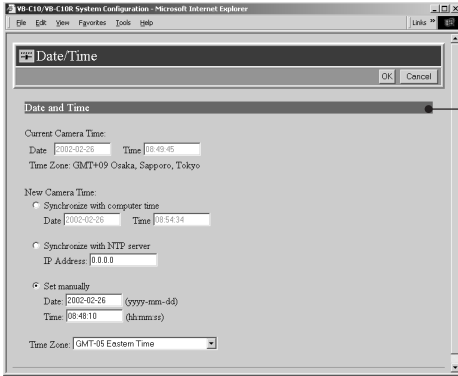 VB-C10/VB-C10R System Configuration - Microsoft Internet Explorer
File Edit View Favorites Tools Help Links »
Date/Time
OK Cancel
Date and Time
Current Camera Time:
Date 2002-02-26 Time 08:49:45
Time Zone: GMT+09 Osaka, Sapporo, Tokyo
New Camera Time:
Synchronize with computer time
Date 2002-02-26 Time 08:54:34
Synchronize with NTP server
IP Address: 0.0.0.0
Set manually
Date: 2002-02-26 (yyyy-mm-dd)
Time: 08:48:10 (hh:mm:ss)
Time Zone: GMT-05 Eastern Time